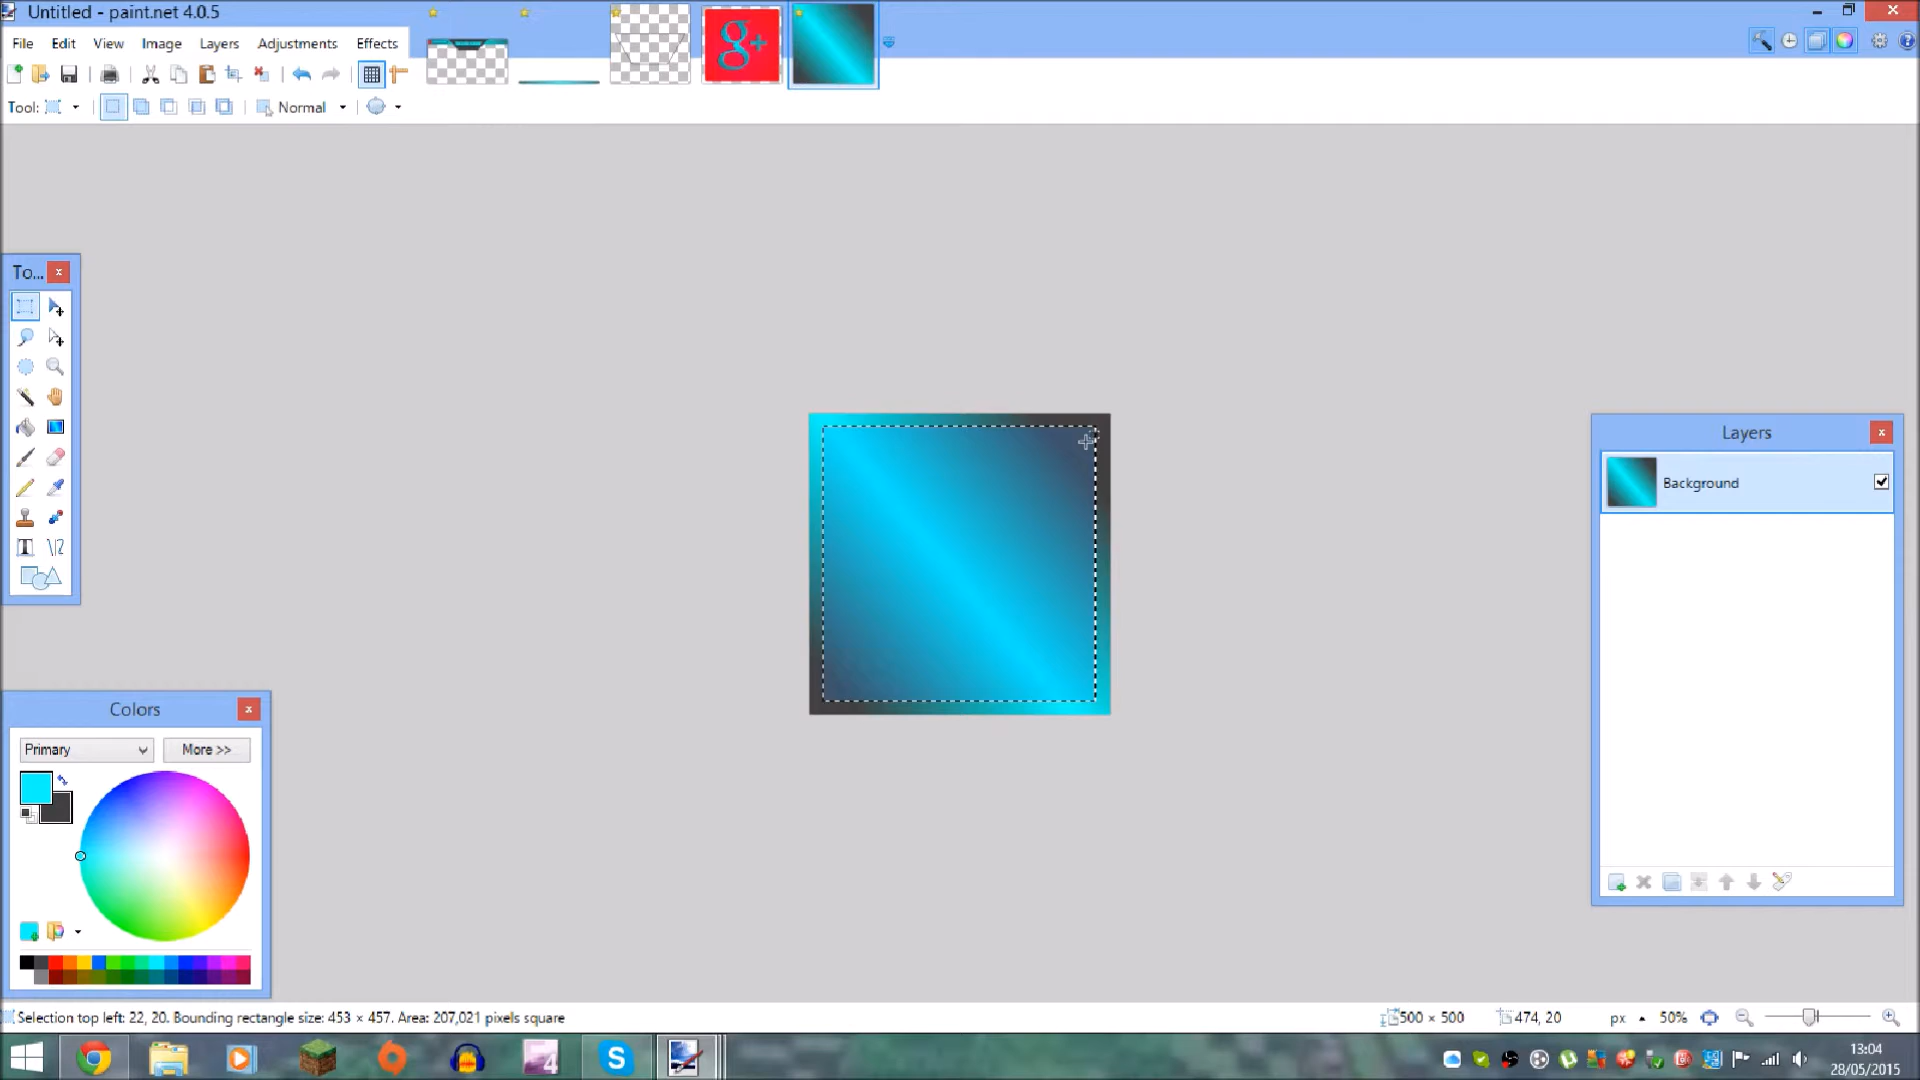 Untitled - paint.net 4.0.5
File Edit View Image Layers Adjustments Effects
g+
Tool: Normal
To...
Layers
Background
Colors
Primary More >>
Selection top left: 22, 20. Bounding rectangle size: 453 × 457. Area: 207,021 pixels square
500 × 500 474, 20 px 50%
4
13:04
28/05/2015